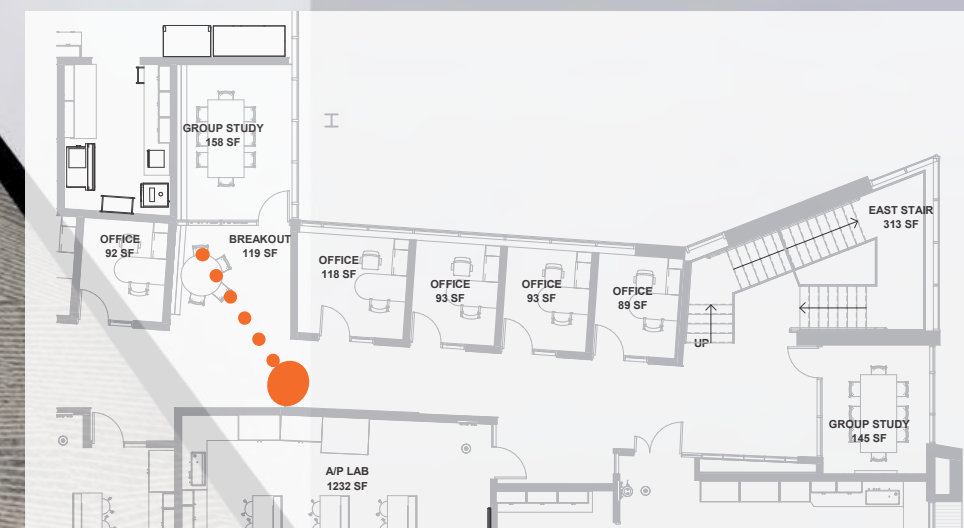 GROUP STUDY
158 SF
EAST STAIR
313 SF
OFFICE
92 SF
BREAKOUT
119 SF
OFFICE
118 SF
OFFICE
93 SF
OFFICE
93 SF
OFFICE
89 SF
UP
GROUP STUDY
145 SF
A/P LAB
1232 SF